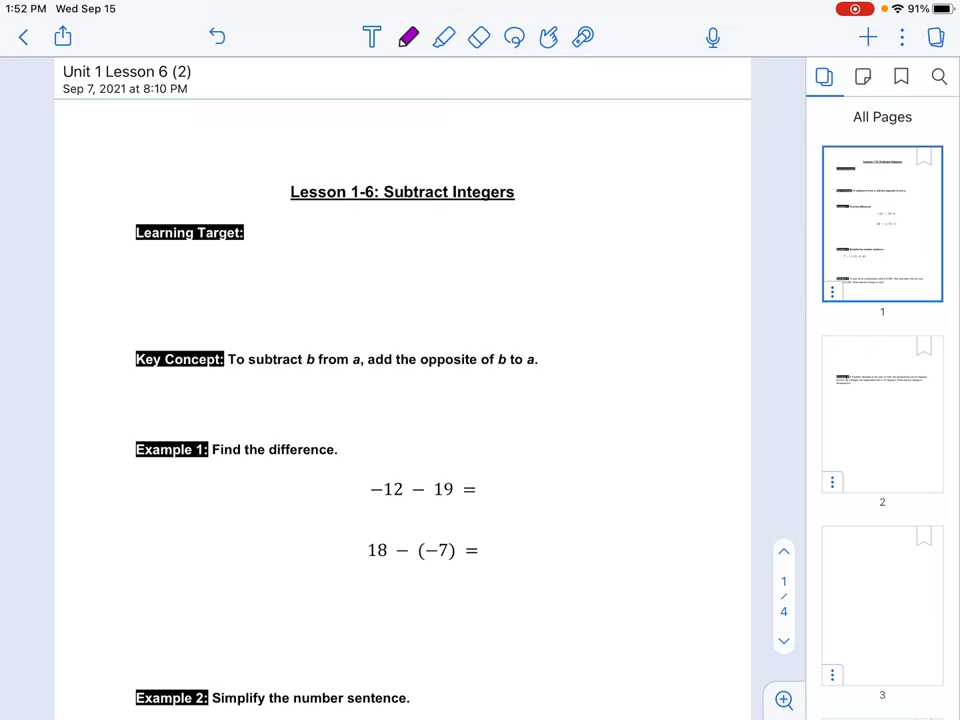 1:52 PM Wed Sep 15
91%
Unit 1 Lesson 6 (2)
Sep 7, 2021 at 8:10 PM
All Pages
Lesson 1-6: Subtract Integers
Learning Target:
Key Concept: To subtract b from a, add the opposite of b to a.
Example 1: Find the difference.
−12 − 19 =
18 − (−7) =
Example 2: Simplify the number sentence.
1
/
4
1
2
3